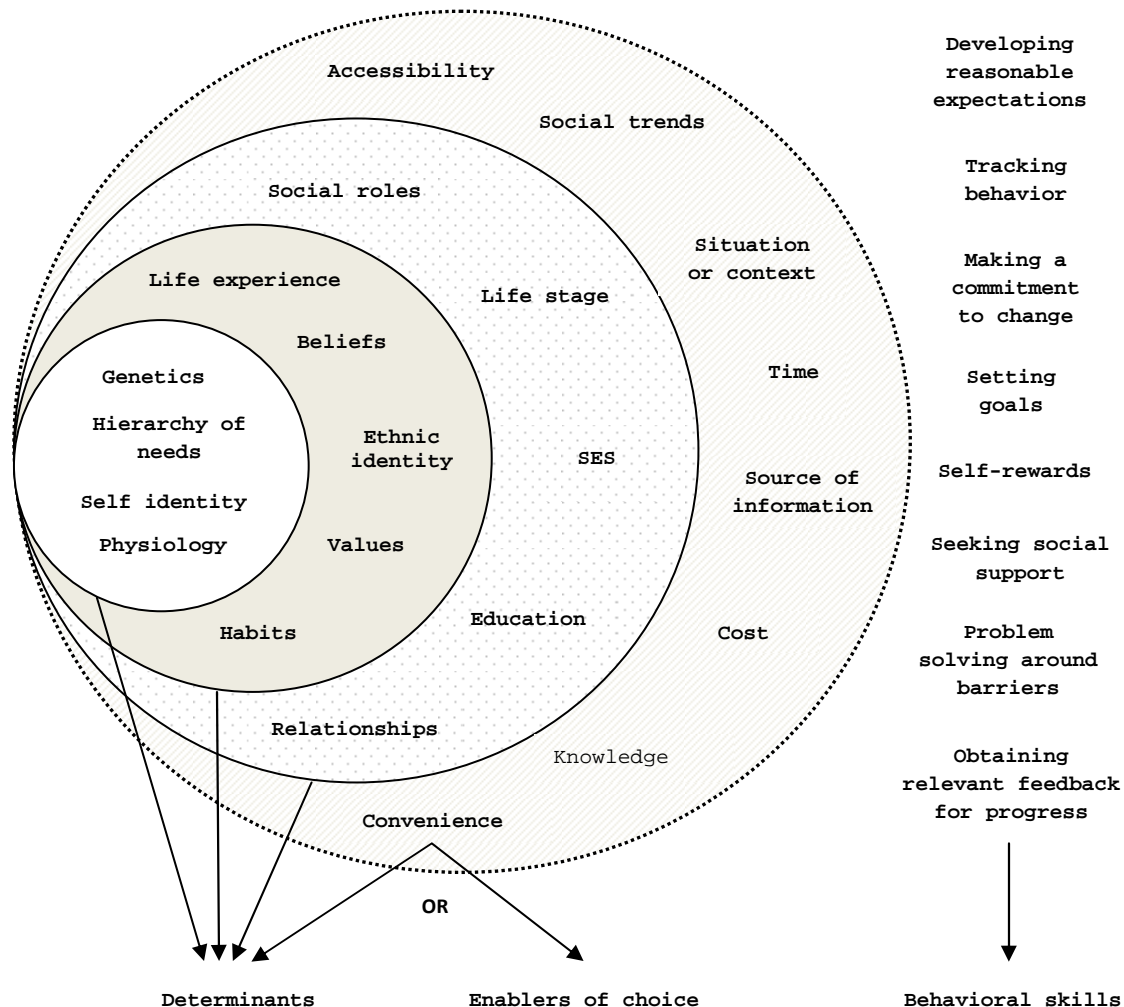 Accessibility
Social trends
Situation
or context
Time
Source of
information
Cost
Knowledge
Convenience
Social roles
Life stage
SES
Education
Relationships
Life experience
Beliefs
Ethnic
identity
Values
Habits
Genetics
Hierarchy of
needs
Self identity
Physiology
OR
Determinants
Enablers of choice
Developing
reasonable
expectations
Tracking
behavior
Making a
commitment
to change
Setting
goals
Self-rewards
Seeking social
support
Problem
solving around
barriers
Obtaining
relevant feedback
for progress
Behavioral skills